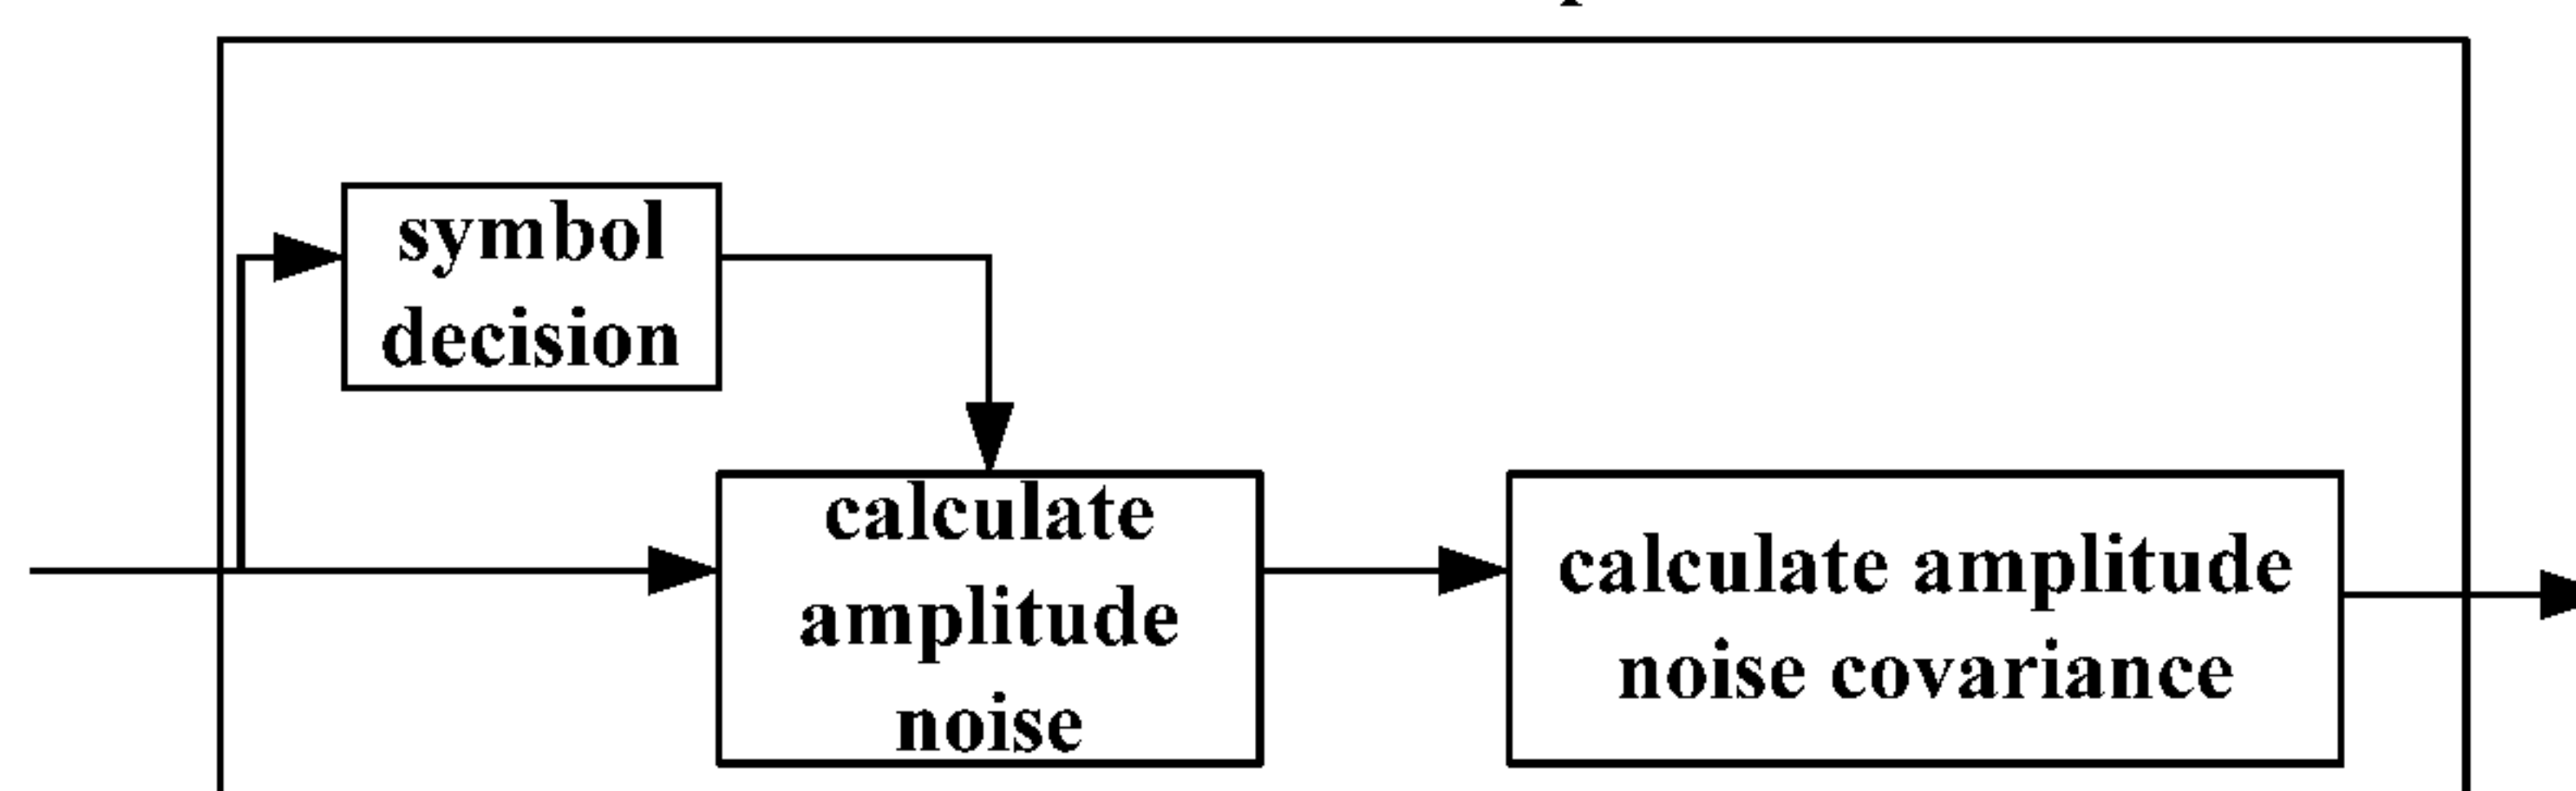 symbol
decision
calculate
amplitude
noise
calculate amplitude
noise covariance